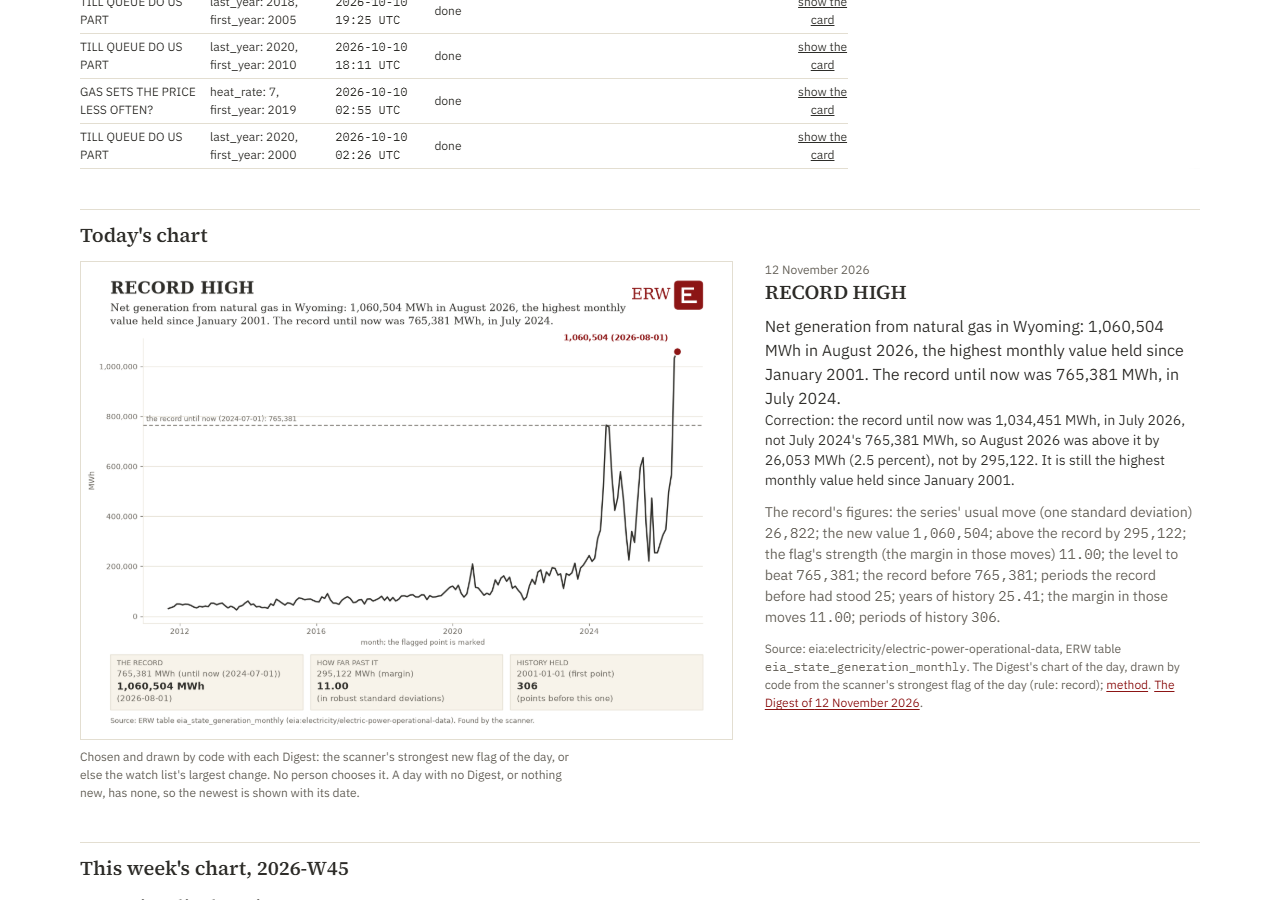 TILL QUEUE DO US PART
last_year: 2018, first_year: 2005
2026-10-10 19:25 UTC
done
show the card
TILL QUEUE DO US PART
last_year: 2020, first_year: 2010
2026-10-10 18:11 UTC
done
show the card
GAS SETS THE PRICE LESS OFTEN?
heat_rate: 7, first_year: 2019
2026-10-10 02:55 UTC
done
show the card
TILL QUEUE DO US PART
last_year: 2020, first_year: 2000
2026-10-10 02:26 UTC
done
show the card
Today's chart
RECORD HIGH
Net generation from natural gas in Wyoming: 1,060,504 MWh in August 2026, the highest monthly
value held since January 2001. The record until now was 765,381 MWh, in July 2024.
ERW E
1,060,504 (2026-08-01)
1,000,000
800,000
600,000
400,000
200,000
0
the record until now (2024-07-01): 765,381
MWh
2012
2016
2020
2024
month; the flagged point is marked
THE RECORD
765,381 MWh (until now (2024-07-01))
1,060,504 MWh
(2026-08-01)
HOW FAR PAST IT
295,122 MWh (margin)
11.00
(in robust standard deviations)
HISTORY HELD
2001-01-01 (first point)
306
(points before this one)
Source: ERW table eia_state_generation_monthly (eia:electricity/electric-power-operational-data). Found by the scanner.
Chosen and drawn by code with each Digest: the scanner's strongest new flag of the day, or
else the watch list's largest change. No person chooses it. A day with no Digest, or nothing
new, has none, so the newest is shown with its date.
12 November 2026
RECORD HIGH
Net generation from natural gas in Wyoming: 1,060,504
MWh in August 2026, the highest monthly value held since
January 2001. The record until now was 765,381 MWh, in
July 2024.
Correction: the record until now was 1,034,451 MWh, in July 2026,
not July 2024's 765,381 MWh, so August 2026 was above it by
26,053 MWh (2.5 percent), not by 295,122. It is still the highest
monthly value held since January 2001.
The record's figures: the series' usual move (one standard deviation)
26,822; the new value 1,060,504; above the record by 295,122;
the flag's strength (the margin in those moves) 11.00; the level to
beat 765,381; the record before 765,381; periods the record
before had stood 25; years of history 25.41; the margin in those
moves 11.00; periods of history 306.
Source: eia:electricity/electric-power-operational-data, ERW table
eia_state_generation_monthly. The Digest's chart of the day, drawn by
code from the scanner's strongest flag of the day (rule: record); method. The
Digest of 12 November 2026.
This week's chart, 2026-W45